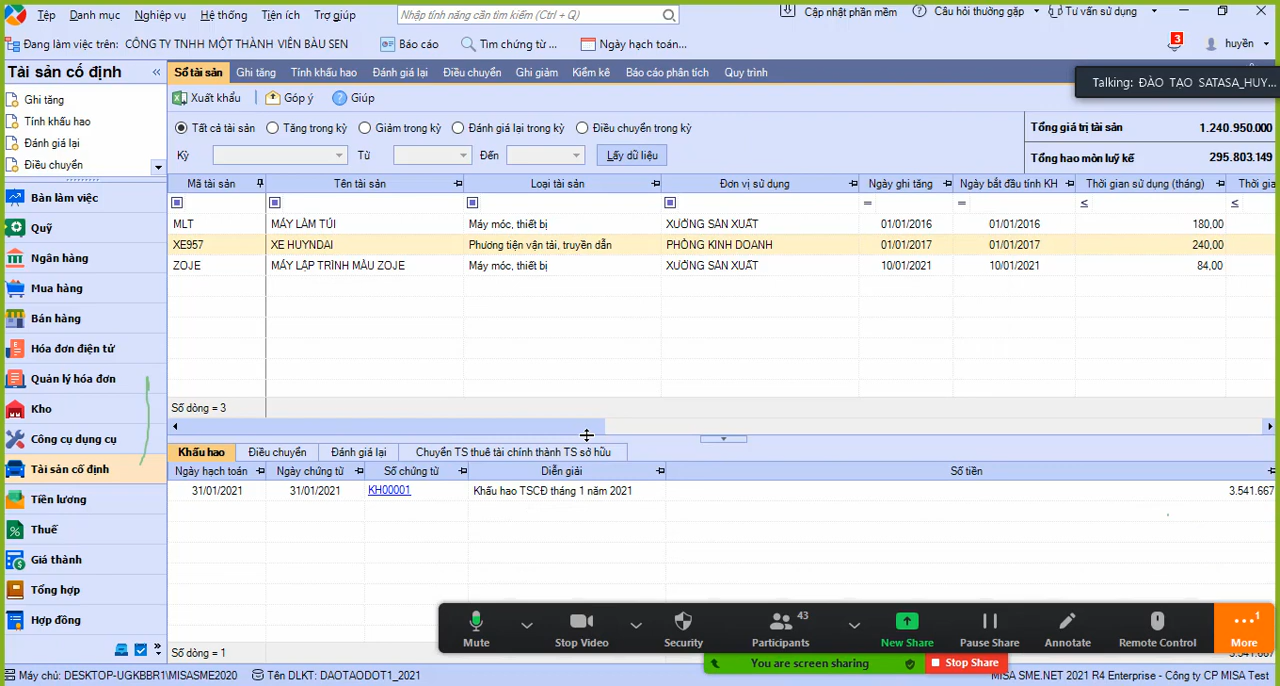 Tệp Danh mục Nghiệp vụ Hệ thống Tiện ích Trợ giúp Nhập tính năng cần tìm kiếm (Ctrl + Q) Cập nhật phần mềm Câu hỏi thường gặp Tư vấn sử dụng
Đang làm việc trên: CÔNG TY TNHH MỘT THÀNH VIÊN BÀU SEN Báo cáo Tìm chứng từ ... Ngày hạch toán... 3 huyền
Tài sản cố định
Ghi tăng
Tính khấu hao
Đánh giá lại
Điều chuyển
Bàn làm việc
Quỹ
Ngân hàng
Mua hàng
Bán hàng
Hóa đơn điện tử
Quản lý hóa đơn
Kho
Công cụ dụng cụ
Tài sản cố định
Tiền lương
Thuế
Giá thành
Tổng hợp
Hợp đồng
Sổ tài sản Ghi tăng Tính khấu hao Đánh giá lại Điều chuyển Ghi giảm Kiểm kê Báo cáo phân tích Quy trình
Talking: ĐÀO TẠO SATASA_HUY...
Xuất khẩu Góp ý Giúp
Tất cả tài sản Tăng trong kỳ Giảm trong kỳ Đánh giá lại trong kỳ Điều chuyển trong kỳ
Tổng giá trị tài sản 1.240.950.000
Kỳ Từ Đến Lấy dữ liệu
Tổng hao mòn luỹ kế 295.803.149
Mã tài sản Tên tài sản Loại tài sản Đơn vị sử dụng Ngày ghi tăng Ngày bắt đầu tính KH Thời gian sử dụng (tháng) Thời gi
= = ≤ ≤
MLT MÁY LÀM TÚI Máy móc, thiết bị XƯỞNG SẢN XUẤT 01/01/2016 01/01/2016 180,00
XE957 XE HUYNDAI Phương tiện vận tải, truyền dẫn PHÒNG KINH DOANH 01/01/2017 01/01/2017 240,00
ZOJE MÁY LẬP TRÌNH MẪU ZOJE Máy móc, thiết bị XƯỞNG SẢN XUẤT 10/01/2021 10/01/2021 84,00
Số dòng = 3
Khấu hao Điều chuyển Đánh giá lại Chuyển TS thuê tài chính thành TS sở hữu
Ngày hạch toán Ngày chứng từ Số chứng từ Diễn giải Số tiền
31/01/2021 31/01/2021 KH00001 Khấu hao TSCĐ tháng 1 năm 2021 3.541.667
Số dòng = 1 3.541.667
Mute Stop Video Security Participants 43 New Share Pause Share Annotate Remote Control More 1
You are screen sharing Stop Share
Máy chủ: DESKTOP-UGKBBR1\MISASME2020 Tên DLKT: DAOTAODOT1_2021 MISA SME.NET 2021 R4 Enterprise - Công ty CP MISA Test